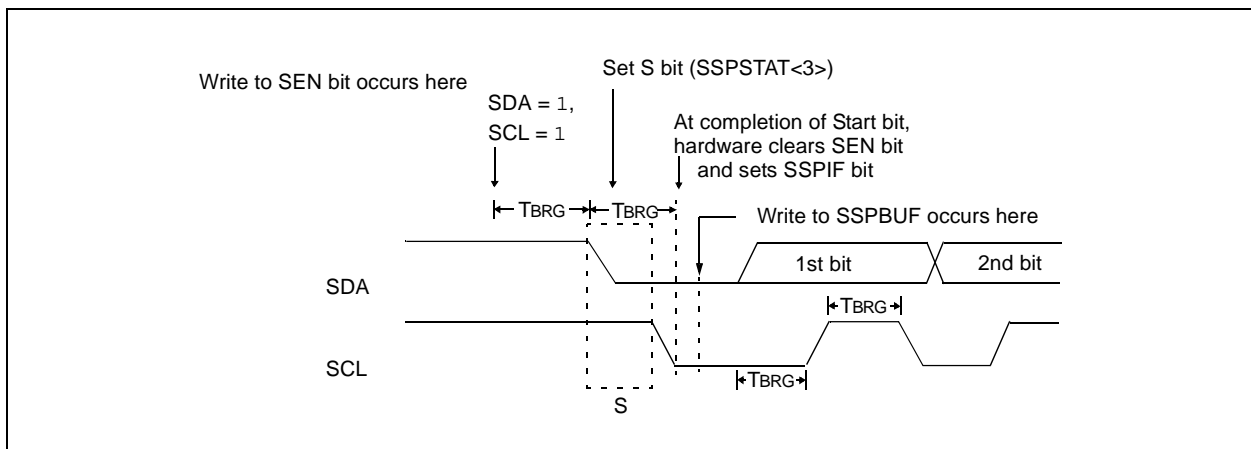 Set S bit (SSPSTAT<3>)
Write to SEN bit occurs here
SDA = 1,
SCL = 1
At completion of Start bit,
hardware clears SEN bit
and sets SSPIF bit
TBRG
TBRG
Write to SSPBUF occurs here
1st bit
2nd bit
SDA
TBRG
SCL
TBRG
S